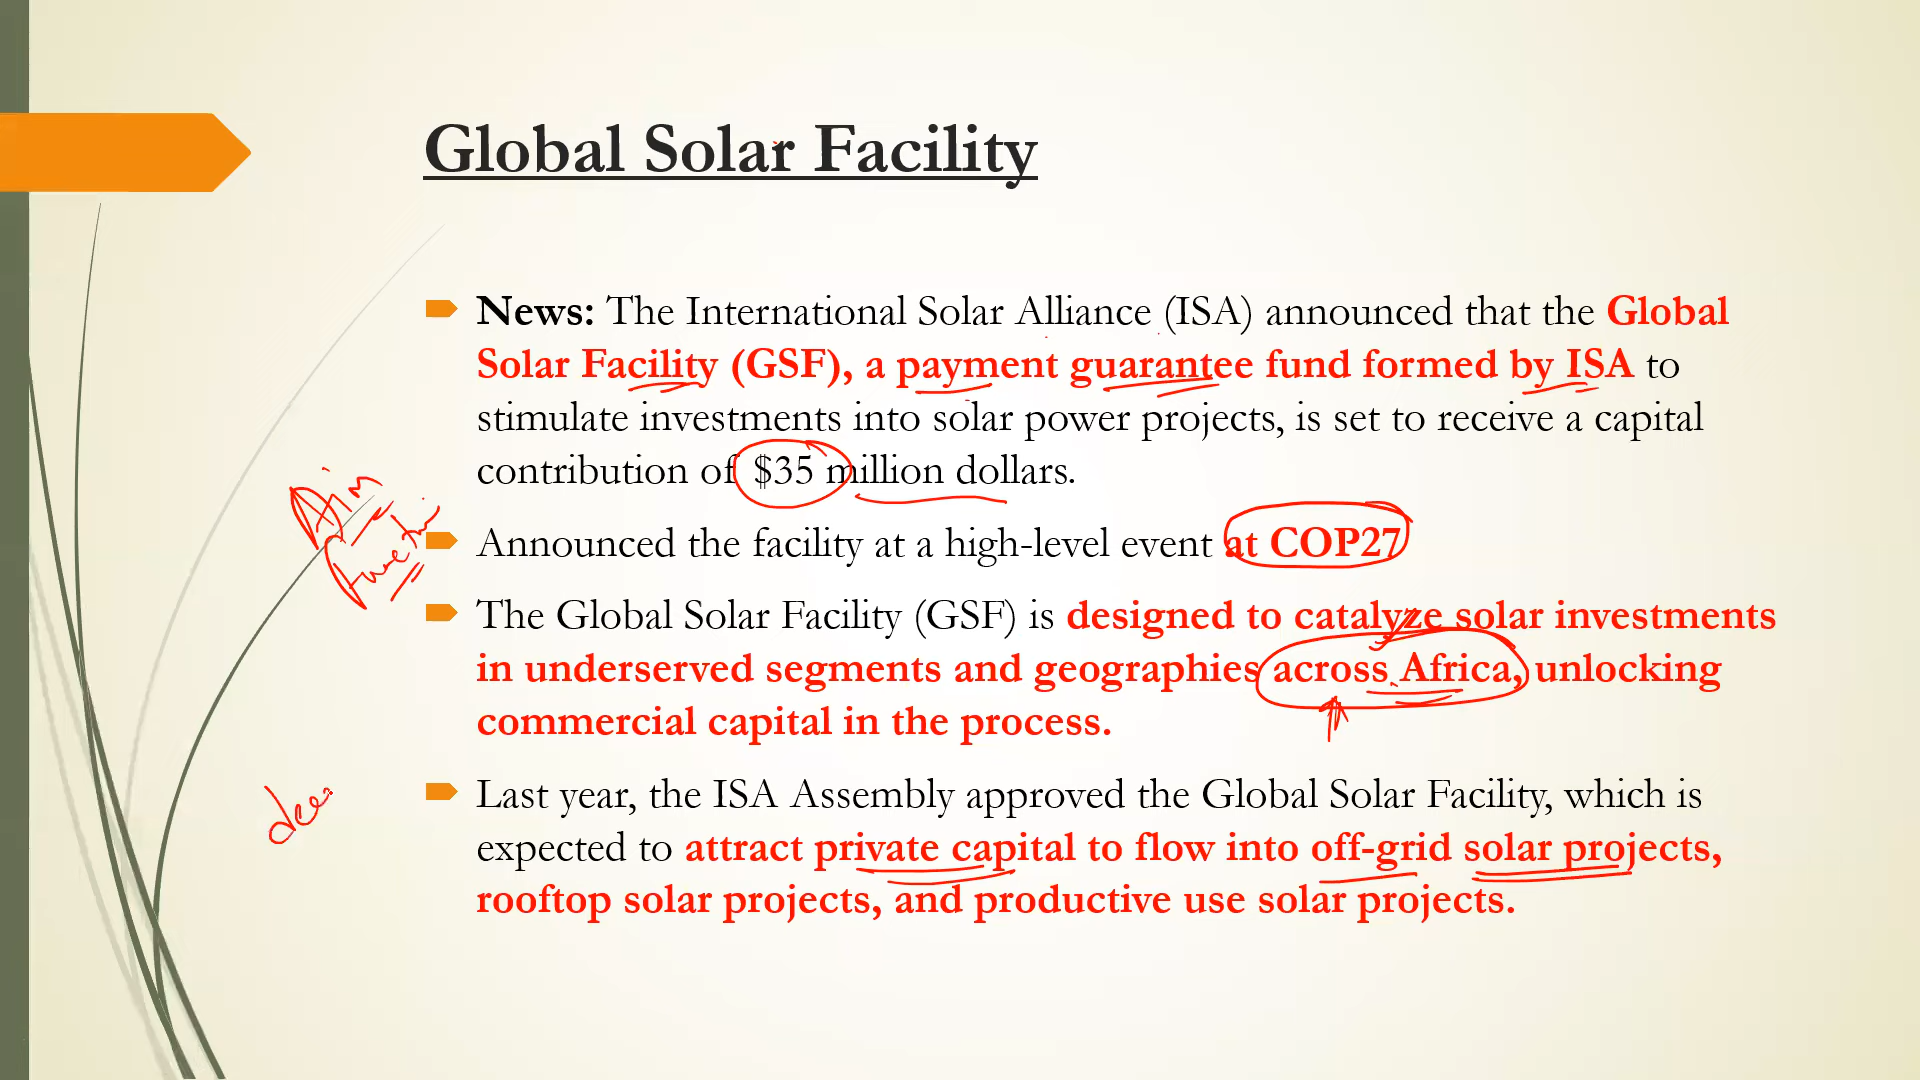 Global Solar Facility
News: The International Solar Alliance (ISA) announced that the Global
Solar Facility (GSF), a payment guarantee fund formed by ISA to
stimulate investments into solar power projects, is set to receive a capital
contribution of $35 million dollars.
Aim
Announced the facility at a high-level event at COP27
The Global Solar Facility (GSF) is designed to catalyze solar investments
in underserved segments and geographies across Africa, unlocking
commercial capital in the process.
Last year, the ISA Assembly approved the Global Solar Facility, which is
expected to attract private capital to flow into off-grid solar projects,
rooftop solar projects, and productive use solar projects.